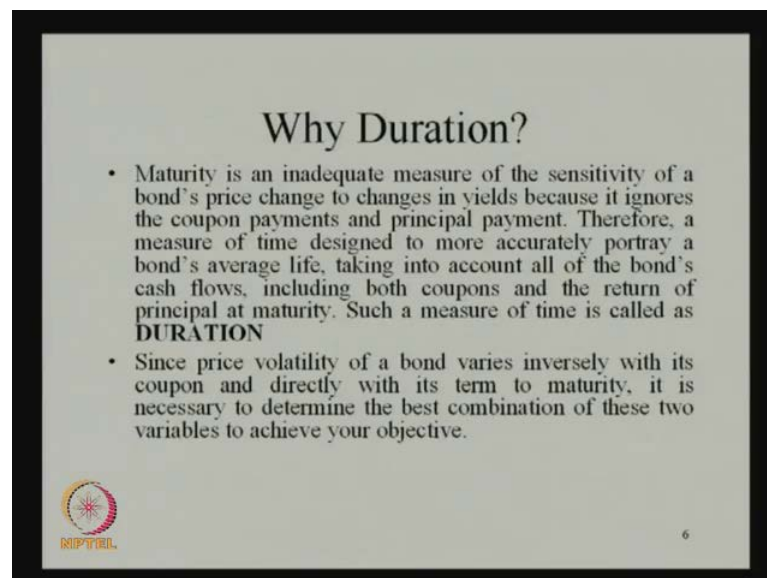 Why Duration?
• Maturity is an inadequate measure of the sensitivity of a
bond's price change to changes in yields because it ignores
the coupon payments and principal payment. Therefore, a
measure of time designed to more accurately portray a
bond's average life, taking into account all of the bond's
cash flows, including both coupons and the return of
principal at maturity. Such a measure of time is called as
DURATION
• Since price volatility of a bond varies inversely with its
coupon and directly with its term to maturity, it is
necessary to determine the best combination of these two
variables to achieve your objective.
NPTEL
6